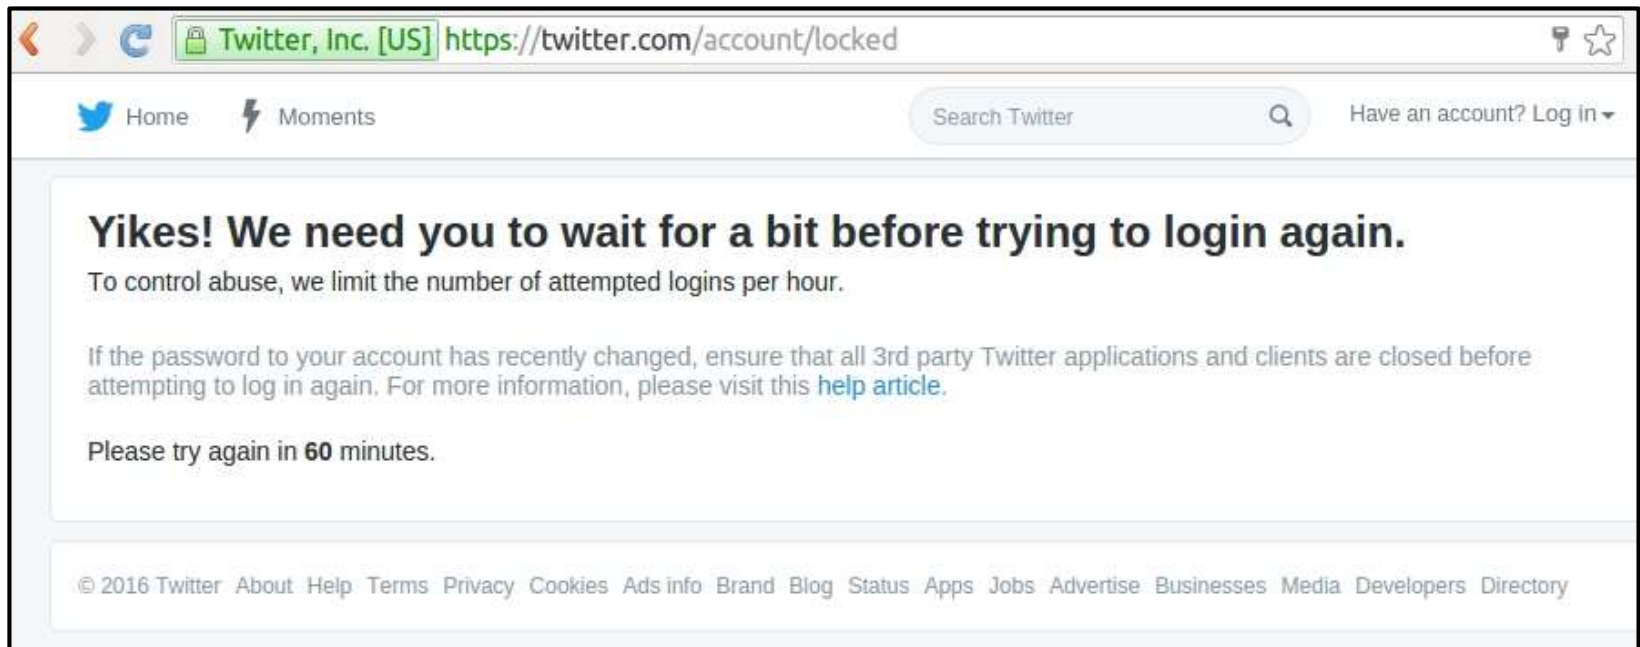 Twitter, Inc. [US] https://twitter.com/account/locked
Home Moments Search Twitter Have an account? Log in
Yikes! We need you to wait for a bit before trying to login again.
To control abuse, we limit the number of attempted logins per hour.
If the password to your account has recently changed, ensure that all 3rd party Twitter applications and clients are closed before
attempting to log in again. For more information, please visit this help article.
Please try again in 60 minutes.
© 2016 Twitter About Help Terms Privacy Cookies Ads info Brand Blog Status Apps Jobs Advertise Businesses Media Developers Directory